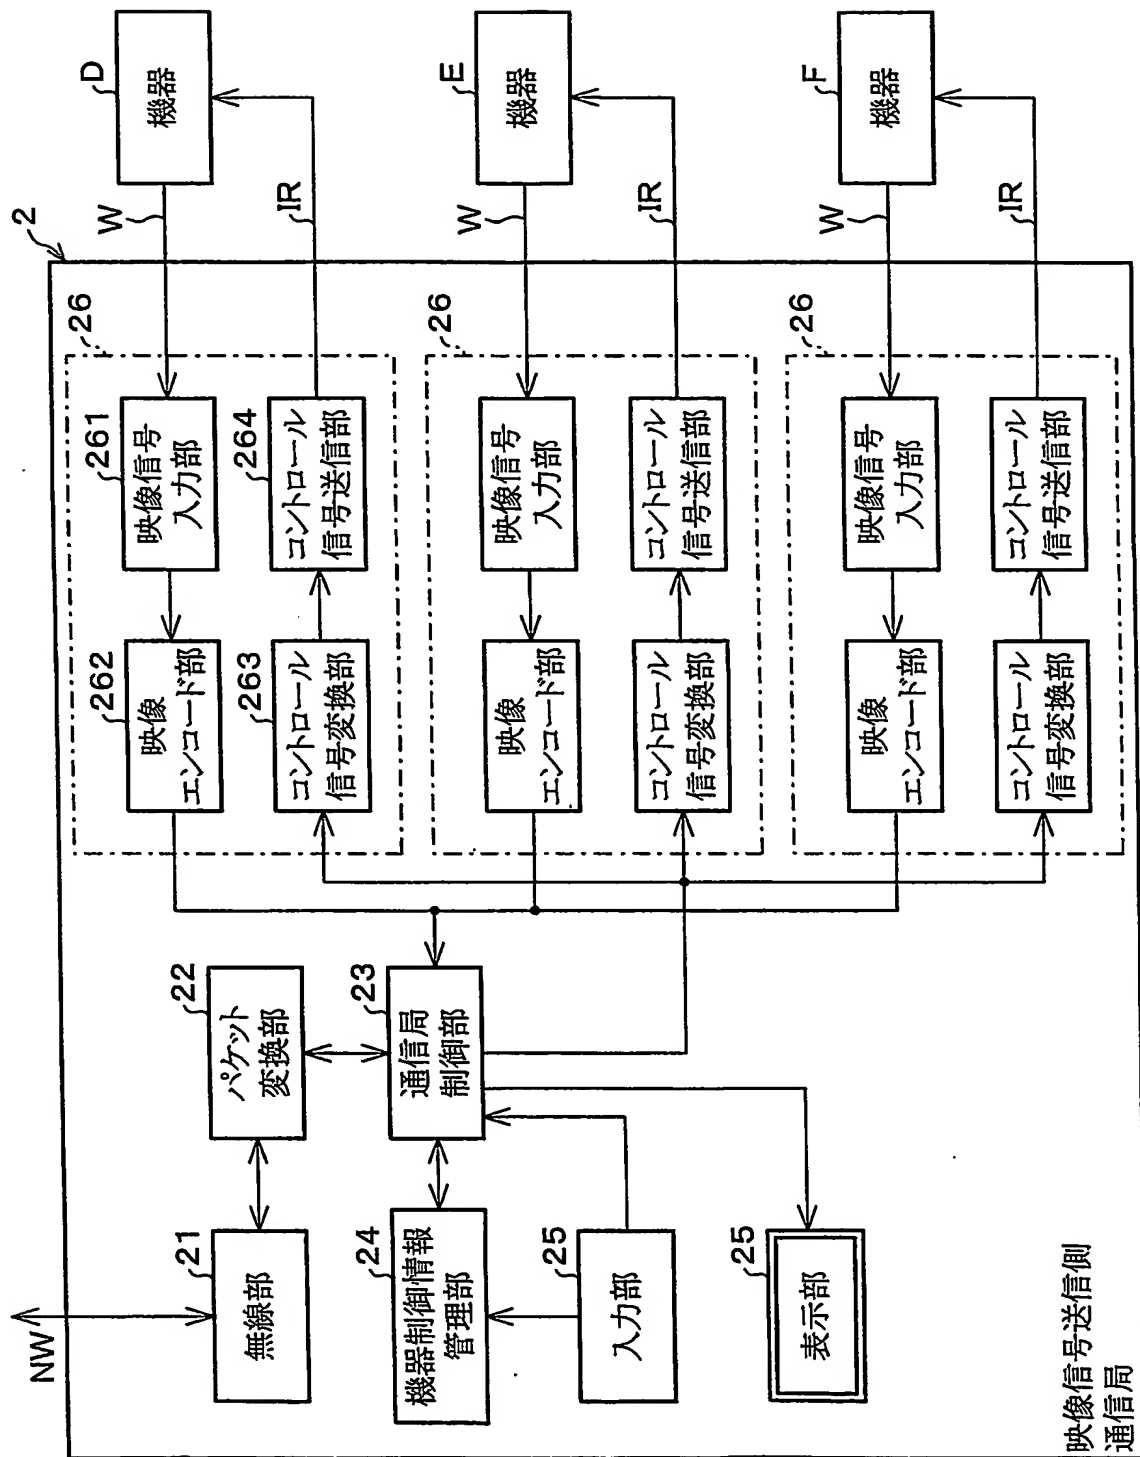 NW
2
21
無線部
22
パケット
変換部
23
通信局
制御部
24
機器制御情報
管理部
25
入力部
25
表示部
26
262
映像
エンコード部
261
映像信号
入力部
263
コントロール
信号変換部
264
コントロール
信号送信部
W
IR
D
機器
26
映像
エンコード部
映像信号
入力部
コントロール
信号変換部
コントロール
信号送信部
W
IR
E
機器
26
映像
エンコード部
映像信号
入力部
コントロール
信号変換部
コントロール
信号送信部
W
IR
F
機器
映像信号送信側
通信局